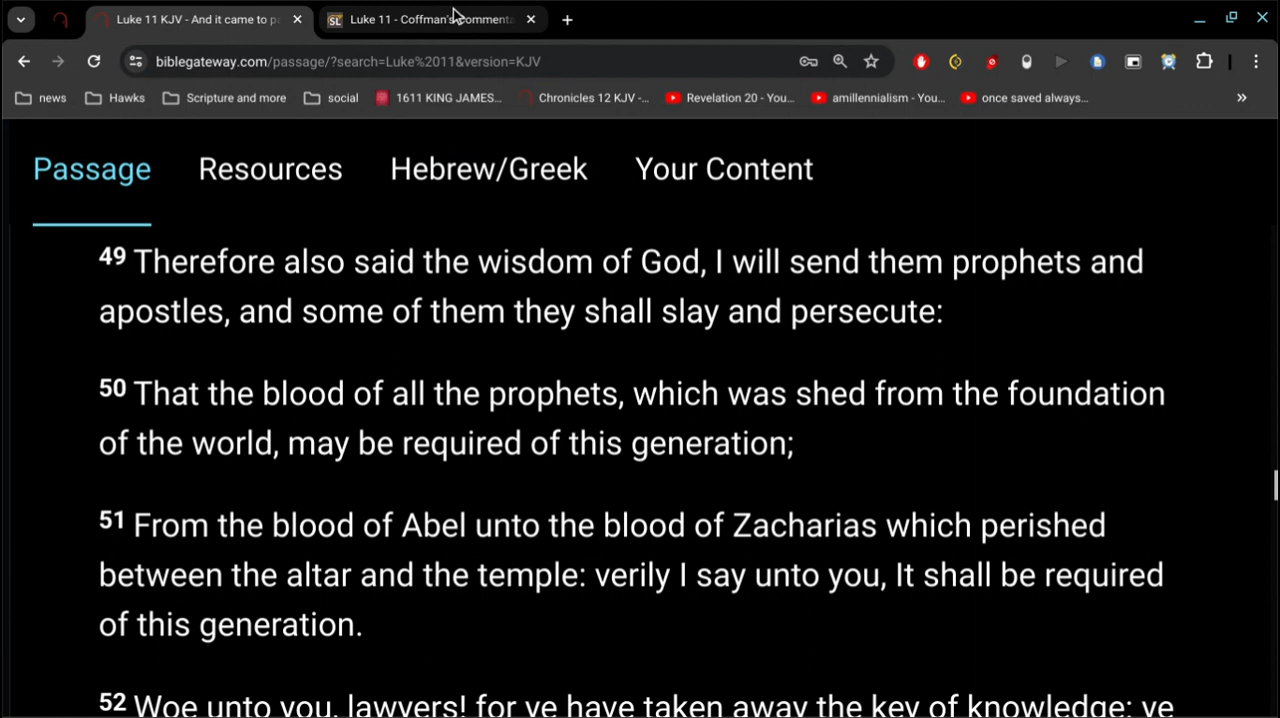 Luke 11 KJV - And it came to pa
SL Luke 11 - Coffman's Commenta
biblegateway.com/passage/?search=Luke%2011&version=KJV
news Hawks Scripture and more social 1611 KING JAMES... Chronicles 12 KJV -... Revelation 20 - You... amillennialism - You... once saved always...
Passage Resources Hebrew/Greek Your Content
49 Therefore also said the wisdom of God, I will send them prophets and
apostles, and some of them they shall slay and persecute:
50 That the blood of all the prophets, which was shed from the foundation
of the world, may be required of this generation;
51 From the blood of Abel unto the blood of Zacharias which perished
between the altar and the temple: verily I say unto you, It shall be required
of this generation.
52 Woe unto you, lawyers! for ye have taken away the key of knowledge: ye